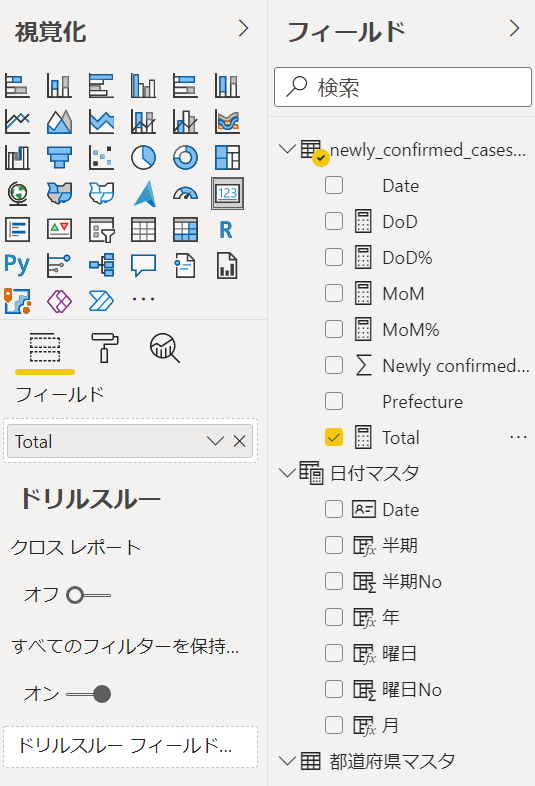 視覚化
123
R
Py
フィールド
Total
ドリルスルー
クロス レポート
オフ
すべてのフィルターを保持...
オン
ドリルスルー フィールド...
フィールド
検索
newly_confirmed_cases...
Date
DoD
DoD%
MoM
MoM%
Newly confirmed...
Prefecture
Total
日付マスタ
Date
半期
半期No
年
曜日
曜日No
月
都道府県マスタ